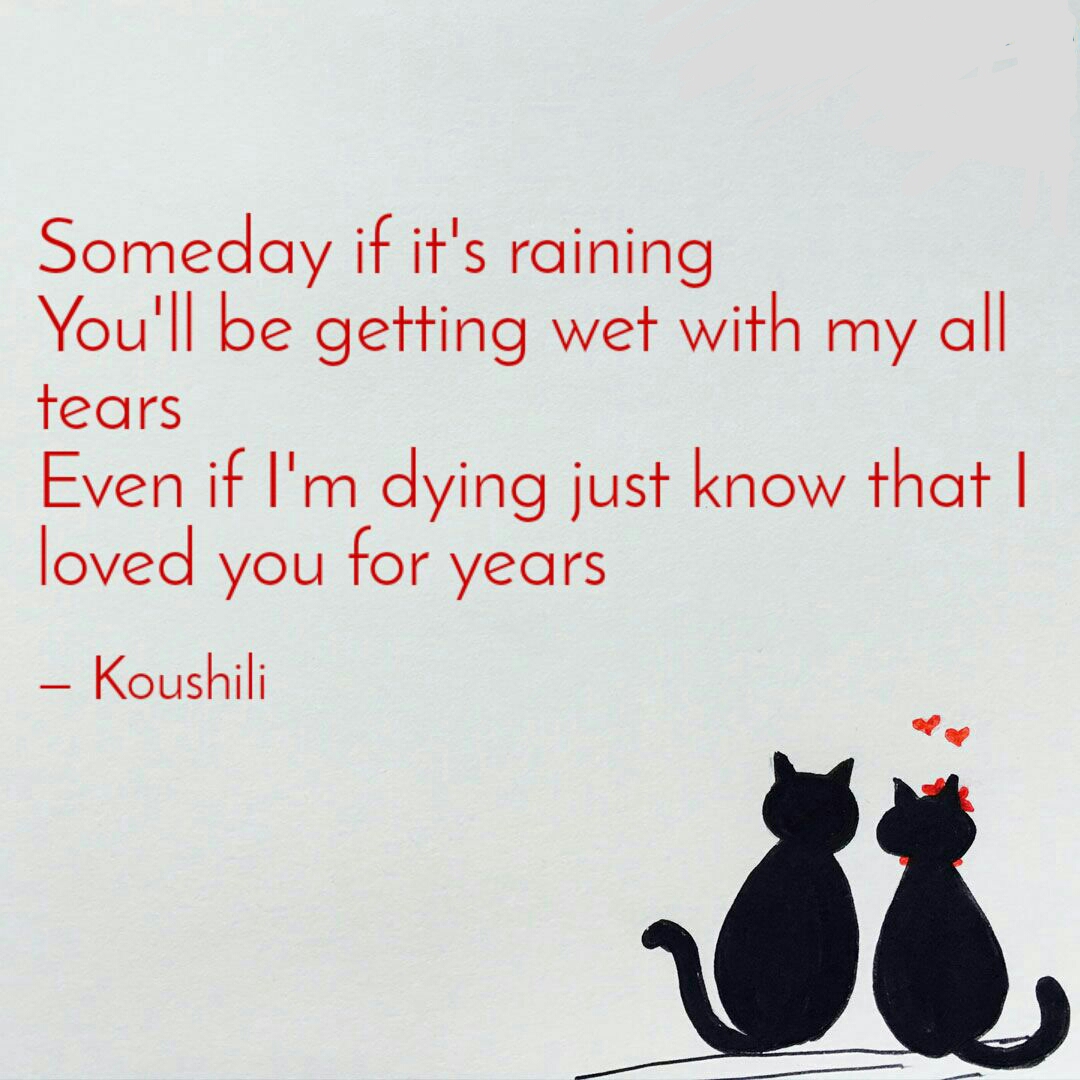 Someday if it's raining
You'll be getting wet with my all
tears
Even if I'm dying just know that I
loved you for years
– Koushili